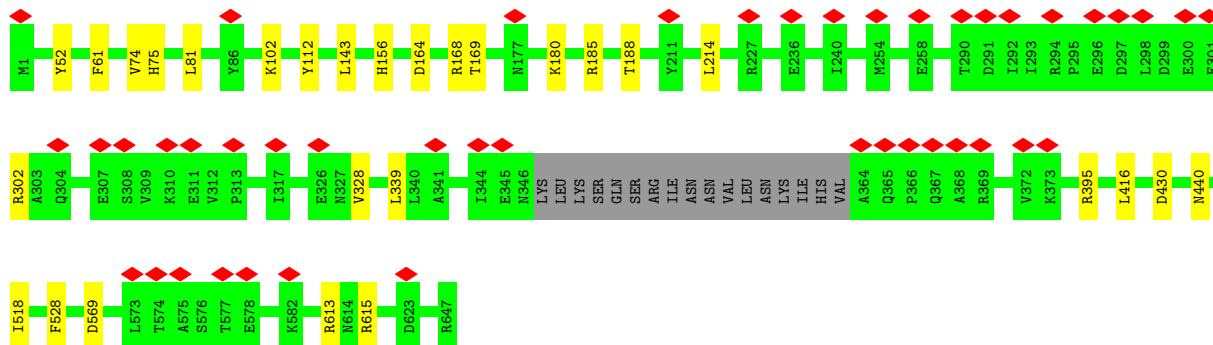 M1 Y52 F61 V74 H75 L81 Y86 K102 Y112 L143 H156 D164 R168 T169 N177 K180 R185 T188 Y211 L214 R227 E236 I240 M254 E258 T290 D291 I292 I293 R294 P295 E296 D297 L298 D299 E300 E301
R302 A303 Q304 E307 S308 V309 K310 E311 V312 P313 I317 E326 N327 V328 L339 L340 A341 I344 E345 N346 LYS LEU LYS SER GLN SER ARG ILE ASN ASN VAL LEU ASN LYS ILE HIS VAL A364 Q365 P366 Q367 A368 R369 V372 K373 R395 L416 D430 N440
I518 F528 D569 L573 T574 A575 S576 T577 E578 K582 R613 N614 R615 D623 R647